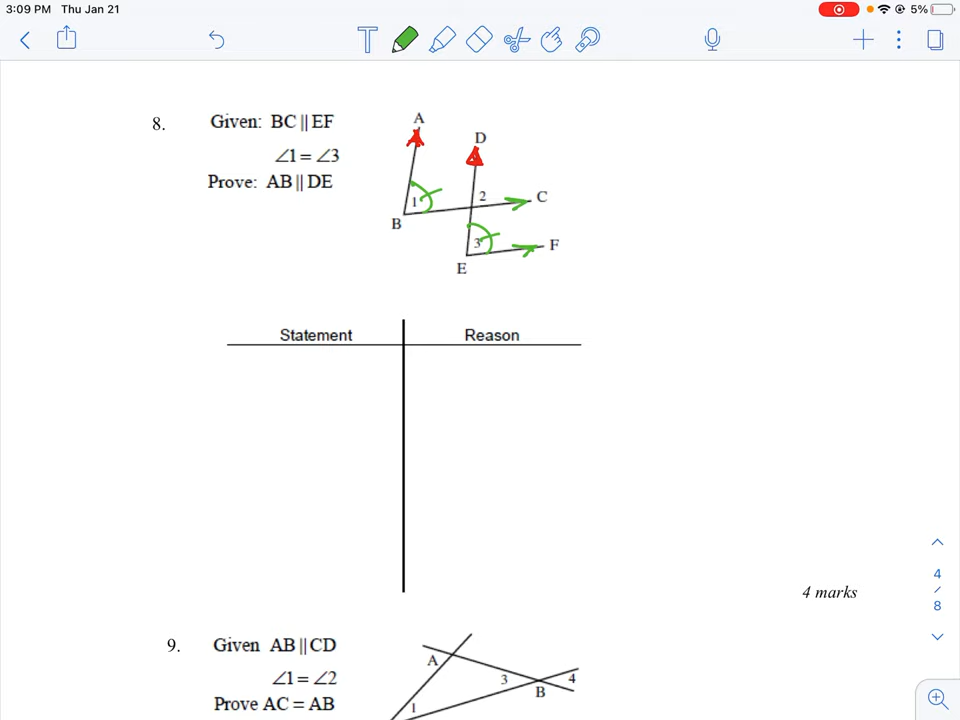 3:09 PM Thu Jan 21
5%
T
8.
Given: BC || EF
∠1 = ∠3
Prove: AB || DE
A
D
2
C
1
B
3
F
E
Statement
Reason
4 marks
4
/
8
9.
Given AB || CD
∠1 = ∠2
Prove AC = AB
A
3
4
B
1